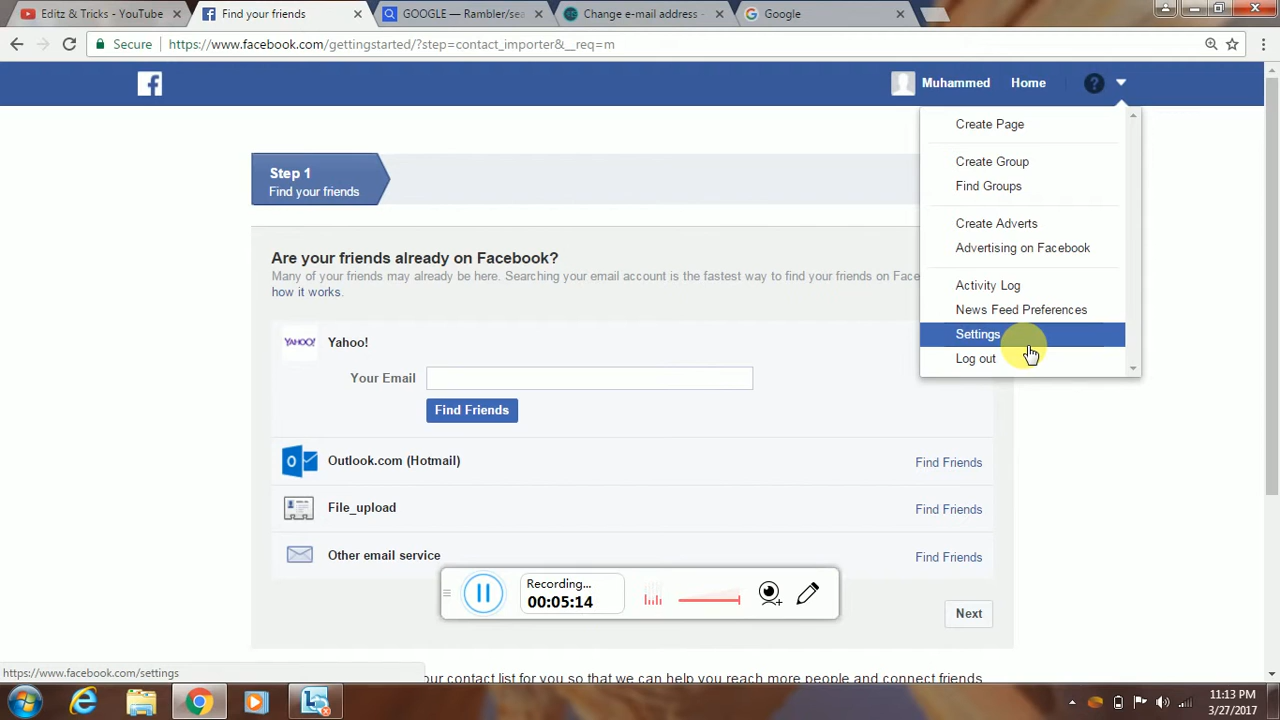 Editz & Tricks - YouTube
Find your friends
GOOGLE — Rambler/sea
Change e-mail address -
Google
Secure
https://www.facebook.com/gettingstarted/?step=contact_importer&__req=m
f
Muhammed
Home
?
Create Page
Create Group
Find Groups
Create Adverts
Advertising on Facebook
Activity Log
News Feed Preferences
Settings
Log out
Step 1
Find your friends
Are your friends already on Facebook?
Many of your friends may already be here. Searching your email account is the fastest way to find your friends on Face
how it works.
YAHOO!
Yahoo!
Your Email
Find Friends
Outlook.com (Hotmail)
Find Friends
File_upload
Find Friends
Other email service
Find Friends
Recording...
00:05:14
Next
https://www.facebook.com/settings
our contact list for you so that we can help you reach more people and connect friends.
11:13 PM
3/27/2017